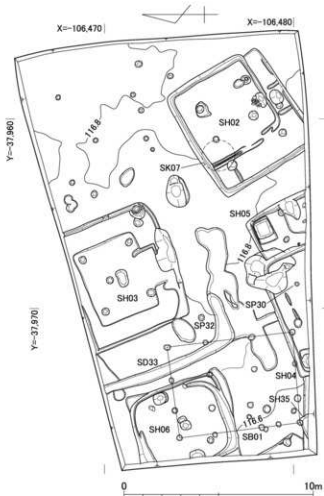 X=-106,470
X=-106,480
Y=-37,960
116.8
SH02
SK07
SH05
116.8
SH03
SP30
Y=-37,970
SP32
SD33
SH04
SH35
SH06
116.6
SB01
0 10m